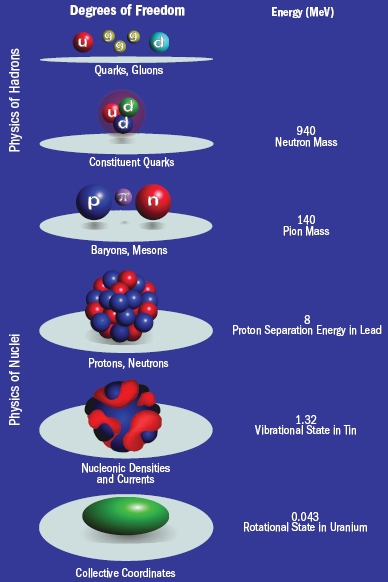 Degrees of Freedom
Energy (MeV)
Physics of Hadrons
u g g g d
Quarks, Gluons
u d d
Constituent Quarks
940
Neutron Mass
p π n
Baryons, Mesons
140
Pion Mass
Physics of Nuclei
Protons, Neutrons
8
Proton Separation Energy in Lead
Nucleonic Densities
and Currents
1.32
Vibrational State in Tin
Collective Coordinates
0.043
Rotational State in Uranium